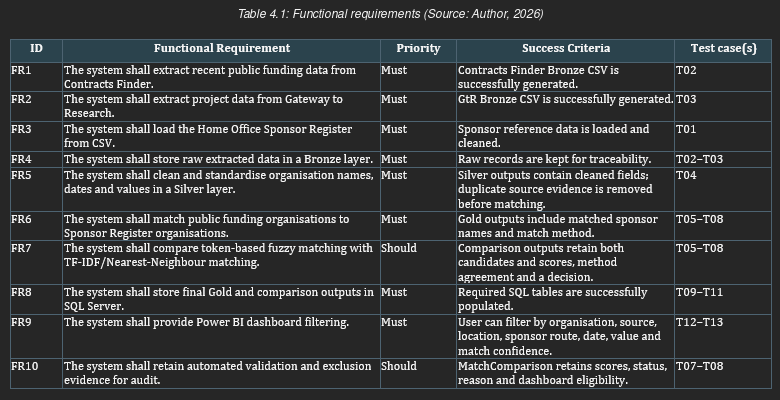 Table 4.1: Functional requirements (Source: Author, 2026)
ID Functional Requirement Priority Success Criteria Test case{s}
FR1 The system shall extract recent public funding data from Must Contracts Finder Bronze CSV is T02
Contracts Finder. successfully generated.
FR2 The system shall extract project data from Gateway to Must GtR Bronze CSV is successfully generated. T03
Research.
FR3 The system shall load the Home Office Sponsor Register Must Sponsor reference data is loaded and T01
from CSV. cleaned.
FR4 The system shall store raw extracted data in a Bronze layer. Must Raw records are kept for traceability. T02–T03
FR5 The system shall clean and standardise organisation names, Must Silver outputs contain cleaned fields; T04
dates and values in a Silver layer. duplicate source evidence is removed
before matching.
FR6 The system shall match public funding organisations to Must Gold outputs include matched sponsor T05–T08
Sponsor Register organisations. names and match method.
FR7 The system shall compare token-based fuzzy matching with Should Comparison outputs retain both T05–T08
TF-IDF/Nearest-Neighbour matching. candidates and scores, method
agreement and a decision.
FR8 The system shall store final Gold and comparison outputs in Must Required SQL tables are successfully T09–T11
SQL Server. populated.
FR9 The system shall provide Power BI dashboard filtering. Must User can filter by organisation, source, T12–T13
location, sponsor route, date, value and
match confidence.
FR10 The system shall retain automated validation and exclusion Should MatchComparison retains scores, status, T07–T08
evidence for audit. reason and dashboard eligibility.